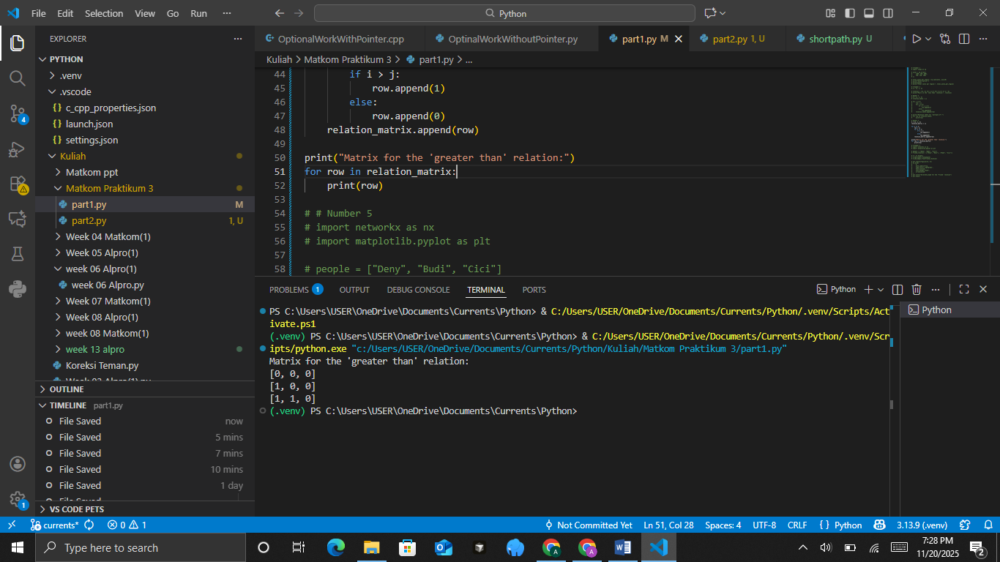 File Edit Selection View Go Run ···
Python
OptionalWorkWithPointer.cpp
OptinalWorkWithoutPointer.py
part1.py M
part2.py 1, U
shortpath.py U
EXPLORER
PYTHON
.venv
.vscode
c_cpp_properties.json
launch.json
settings.json
Kuliah
Matkom ppt
Matkom Praktikum 3
part1.py M
part2.py 1, U
Week 04 Matkom(1)
Week 05 Alpro(1)
week 06 Alpro(1)
week 06 Alpro.py
Week 07 Matkom(1)
Week 08 Alpro(1)
week 08 Matkom(1)
week 13 alpro
Koreksi Teman.py
OUTLINE
TIMELINE part1.py
File Saved now
File Saved 5 mins
File Saved 7 mins
File Saved 10 mins
File Saved 1 day
VS CODE PETS
Kuliah > Matkom Praktikum 3 > part1.py > ...
44 if i > j:
45 row.append(1)
46 else:
47 row.append(0)
48 relation_matrix.append(row)
49
50 print("Matrix for the 'greater than' relation:")
51 for row in relation_matrix:
52 print(row)
53
54 # # Number 5
55 # import networkx as nx
56 # import matplotlib.pyplot as plt
57
58 # people = ["Deny", "Budi", "Cici"]
PROBLEMS 1 OUTPUT DEBUG CONSOLE TERMINAL PORTS
Python
Python
PS C:\Users\USER\OneDrive\Documents\Currents\Python> & C:/Users/USER/OneDrive/Documents/Currents/Python/.venv/Scripts/Act
ivate.ps1
(.venv) PS C:\Users\USER\OneDrive\Documents\Currents\Python> & C:/Users/USER/OneDrive/Documents/Currents/Python/.venv/Scr
ipts/python.exe "c:/Users/USER/OneDrive/Documents/Currents/Python/Kuliah/Matkom Praktikum 3/part1.py"
Matrix for the 'greater than' relation:
[0, 0, 0]
[1, 0, 0]
[1, 1, 0]
(.venv) PS C:\Users\USER\OneDrive\Documents\Currents\Python>
4
1
currents* 0 1
Not Committed Yet Ln 51, Col 28 Spaces: 4 UTF-8 CRLF { } Python 3.13.9 (.venv)
Type here to search
7:28 PM
11/20/2025
2